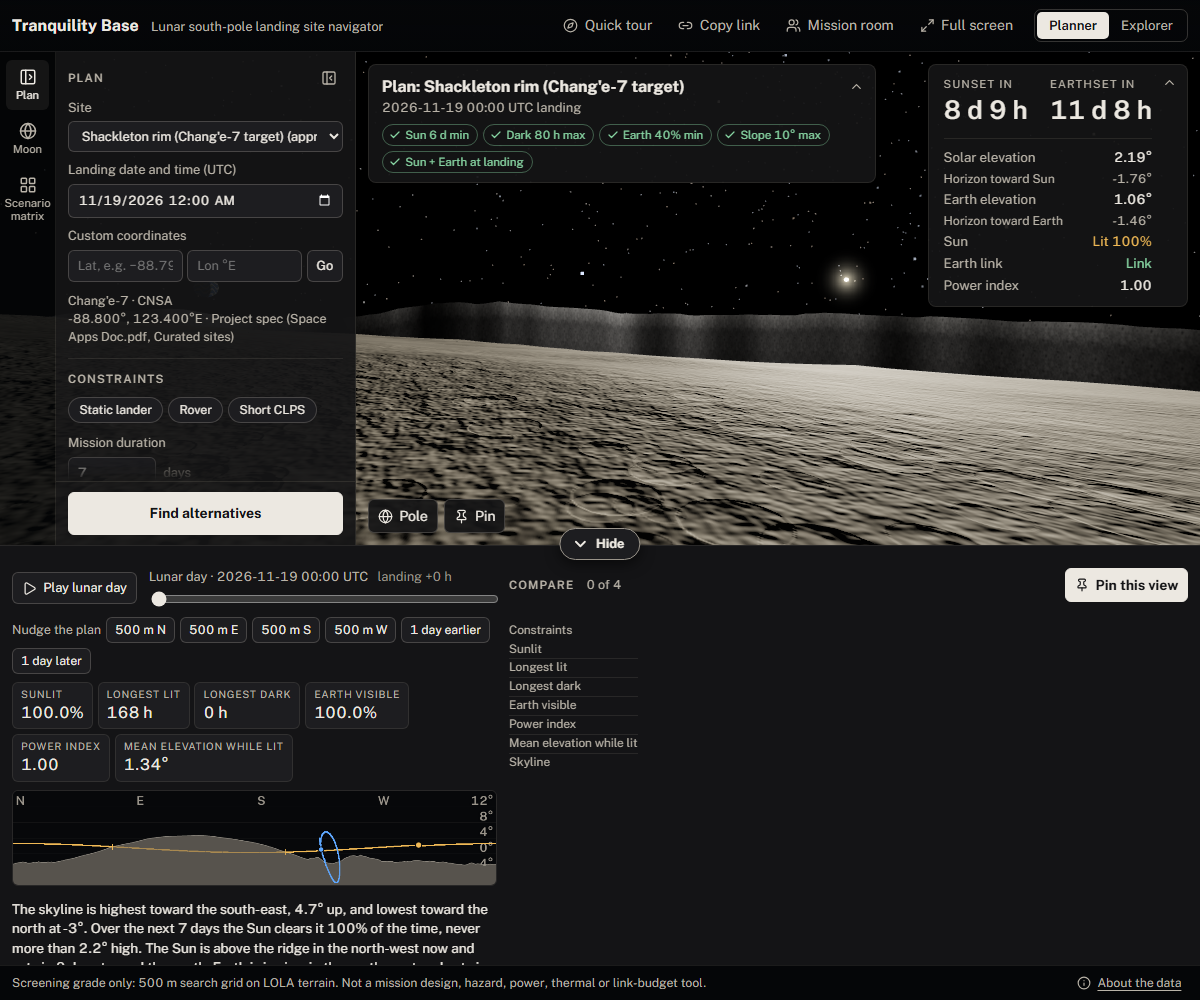 Tranquility Base Lunar south-pole landing site navigator Quick tour Copy link Mission room Full screen Planner Explorer
Plan
Moon
Scenario
matrix
PLAN
Site
Shackleton rim (Chang'e-7 target) (appr
Landing date and time (UTC)
11/19/2026 12:00 AM
Custom coordinates
Lat, e.g. −88.79 Lon °E Go
Chang'e-7 · CNSA
-88.800°, 123.400°E · Project spec (Space
Apps Doc.pdf, Curated sites)
CONSTRAINTS
Static lander Rover Short CLPS
Mission duration
7 days
Find alternatives
Plan: Shackleton rim (Chang'e-7 target)
2026-11-19 00:00 UTC landing
Sun 6 d min Dark 80 h max Earth 40% min Slope 10° max
Sun + Earth at landing
SUNSET IN EARTHSET IN
8 d 9 h 11 d 8 h
Solar elevation 2.19°
Horizon toward Sun -1.76°
Earth elevation 1.06°
Horizon toward Earth -1.46°
Sun Lit 100%
Earth link Link
Power index 1.00
Pole Pin
Hide
Play lunar day Lunar day · 2026-11-19 00:00 UTC landing +0 h
Nudge the plan 500 m N 500 m E 500 m S 500 m W 1 day earlier
1 day later
SUNLIT LONGEST LIT LONGEST DARK EARTH VISIBLE
100.0% 168 h 0 h 100.0%
POWER INDEX MEAN ELEVATION WHILE LIT
1.00 1.34°
N E S W 12°
8°
4°
0°
The skyline is highest toward the south-east, 4.7° up, and lowest toward the
north at -3°. Over the next 7 days the Sun clears it 100% of the time, never
more than 2.2° high. The Sun is above the ridge in the north-west now and
COMPARE 0 of 4 Pin this view
Constraints
Sunlit
Longest lit
Longest dark
Earth visible
Power index
Mean elevation while lit
Skyline
Screening grade only: 500 m search grid on LOLA terrain. Not a mission design, hazard, power, thermal or link-budget tool. About the data